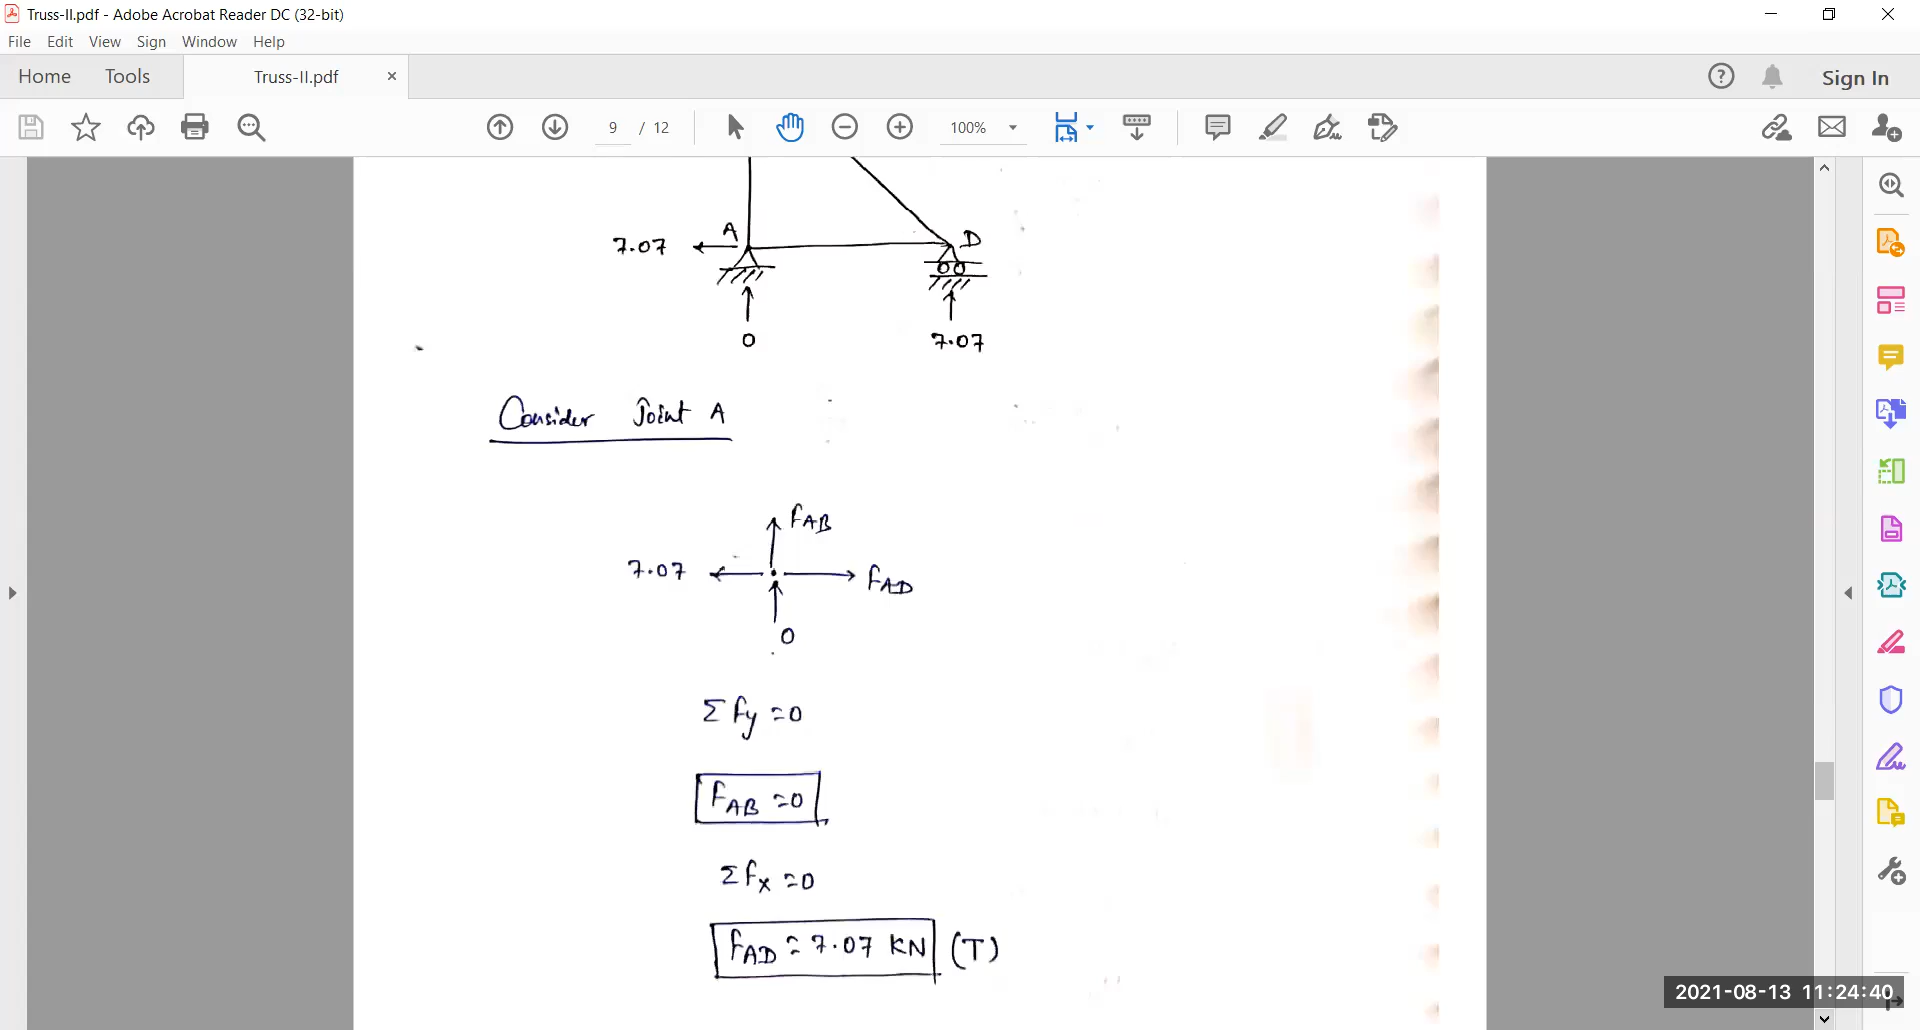 Truss-II.pdf - Adobe Acrobat Reader DC (32-bit)
File Edit View Sign Window Help
Home Tools Truss-II.pdf × Sign In
9 / 12 100%
A
7.07
D
0
7.07
Consider Joint A
FAB
7.07
FAD
0
Σ Fy = 0
FAB = 0
Σ Fx = 0
FAD = 7.07 KN (T)
2021-08-13 11:24:40